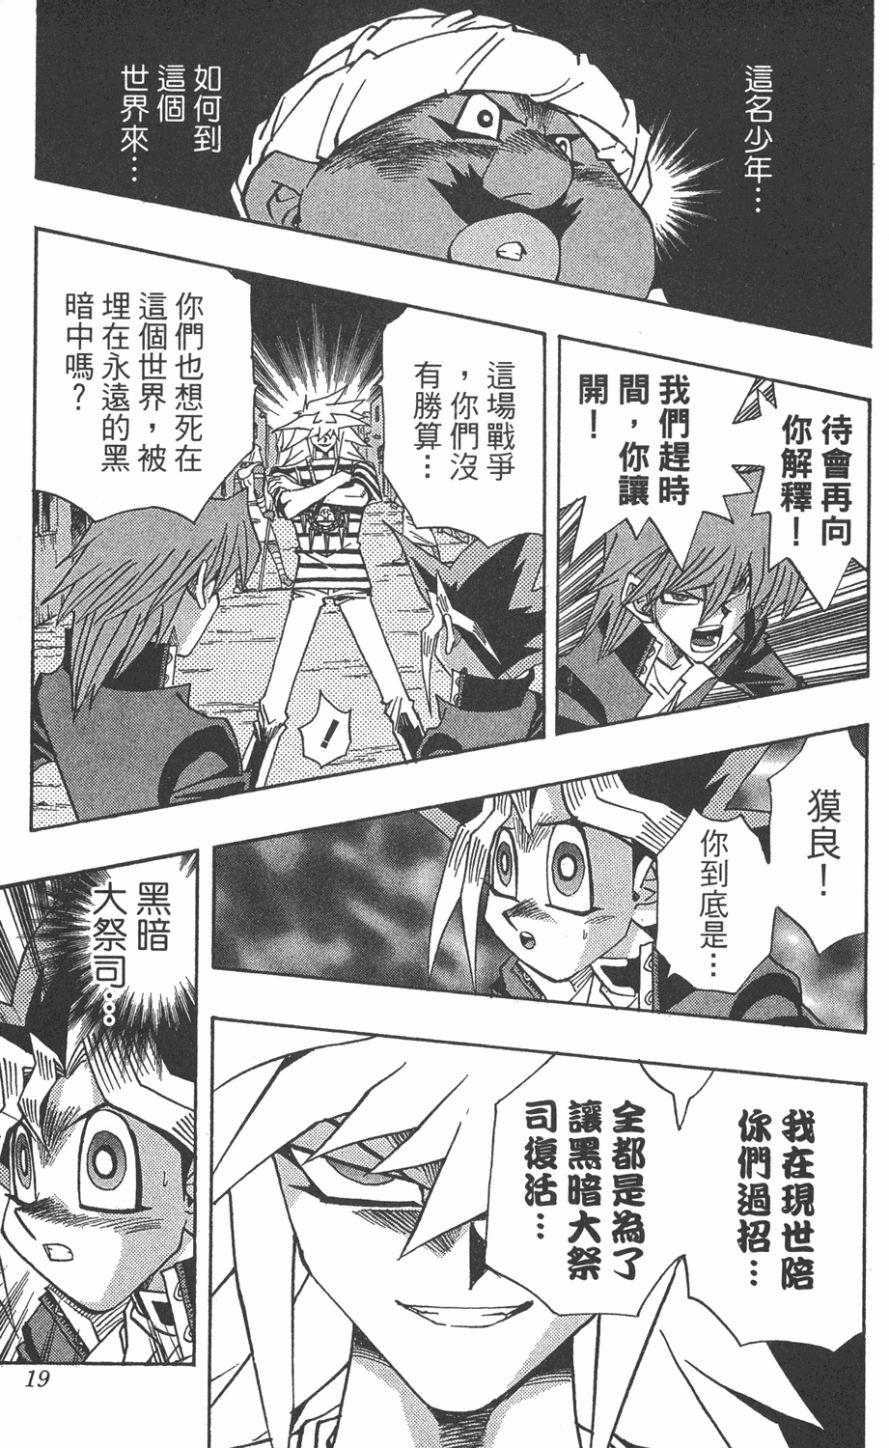 這名少年…
如何到
這個
世界來…
待會再向
你解釋！
我們趕時
間，你讓
開！
這場戰爭
，你們沒
有勝算…
你們也想死在
這個世界，被
埋在永遠的黑
暗中嗎？
！
獏良！
你到底是…
我在現世陪
你們過招…
全都是為了
讓黑暗大祭
司復活…
黑暗
大祭司…
19